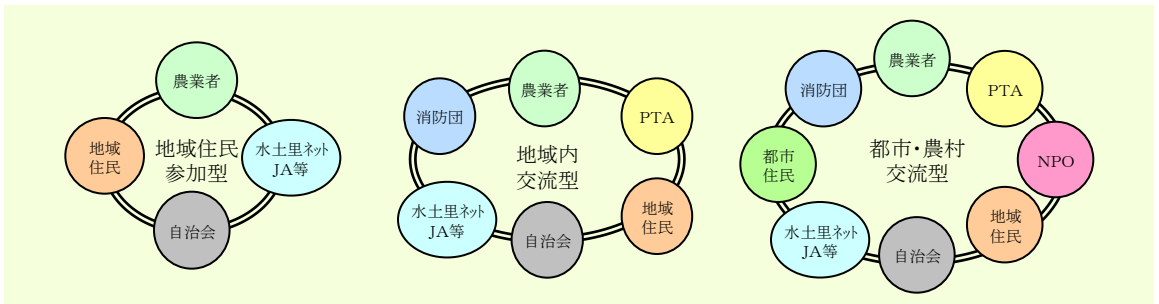 農業者
地域
住民
地域住民
参加型
水土里ネット
JA等
自治会
消防団
農業者
PTA
地域内
交流型
水土里ネット
JA等
自治会
地域
住民
農業者
消防団
PTA
都市
住民
都市・農村
交流型
NPO
水土里ネット
JA等
自治会
地域
住民